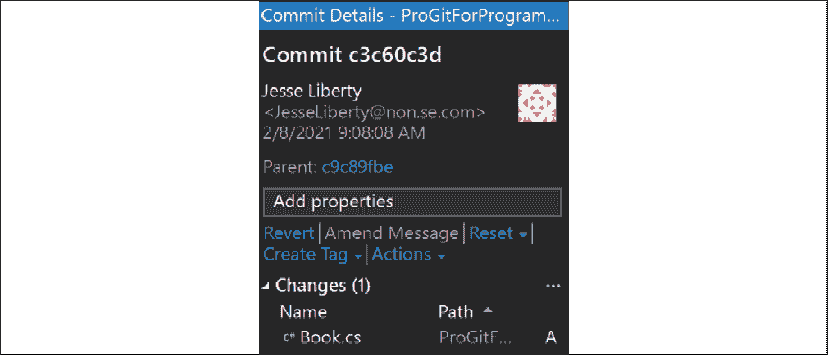 Commit Details - ProGitForProgram...
Commit c3c60c3d
Jesse Liberty
<JesseLiberty@non.se.com>
2/8/2021 9:08:08 AM
Parent: c9c89fbe
Add properties
Revert | Amend Message | Reset |
Create Tag | Actions
Changes (1) ...
Name Path
C# Book.cs ProGitF... A